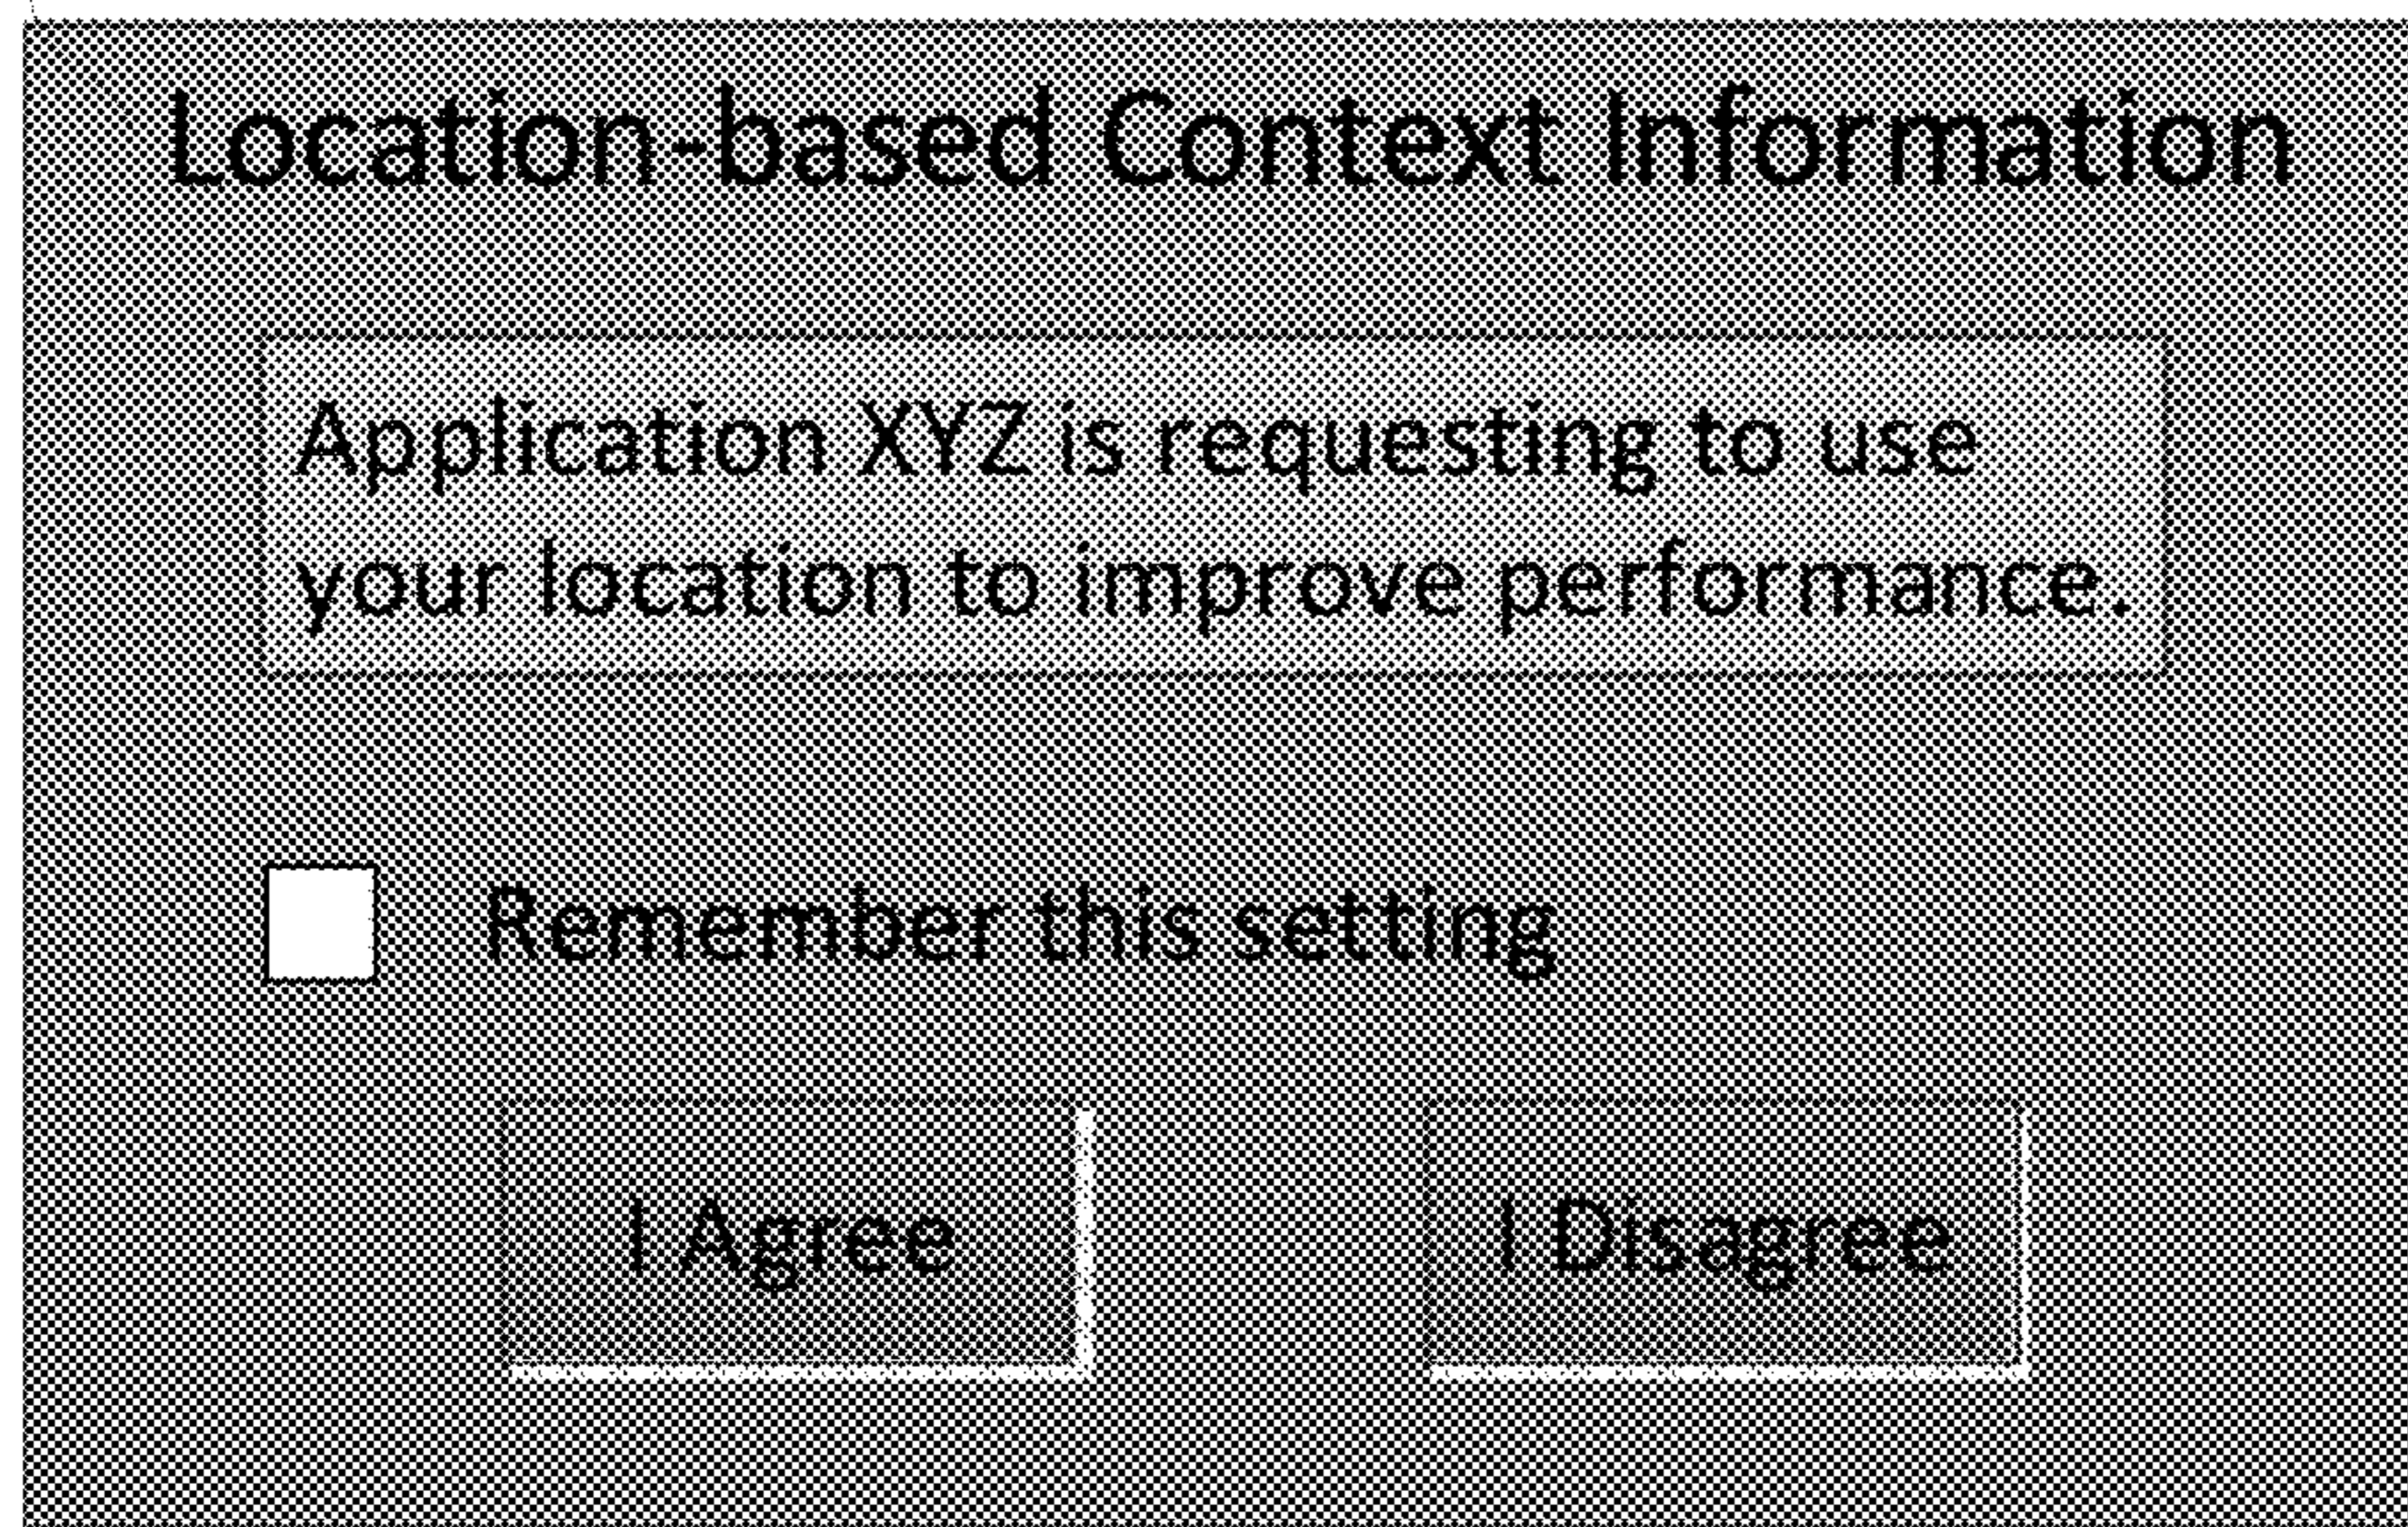 Location-based Context Information
Application XYZ is requesting to use
your location to improve performance.
Remember this setting
I Agree
I Disagree